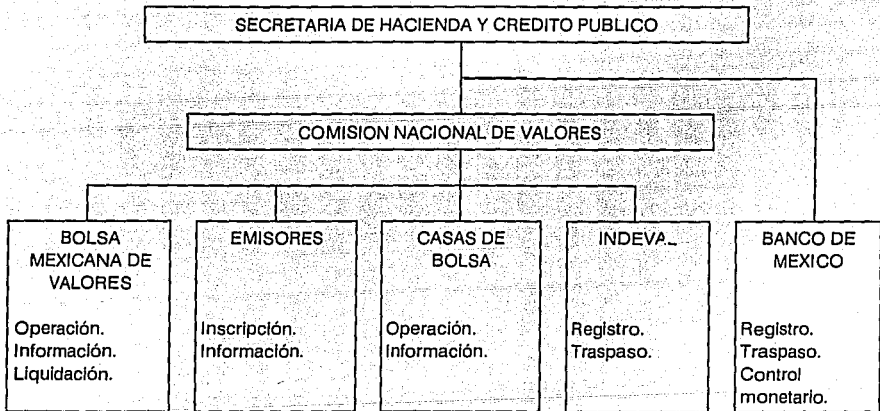 SECRETARIA DE HACIENDA Y CREDITO PUBLICO
COMISION NACIONAL DE VALORES
BOLSA
MEXICANA DE
VALORES
Operación.
Información.
Liquidación.
EMISORES
Inscripción.
Información.
CASAS DE
BOLSA
Operación.
Información.
INDEVAL
Registro.
Traspaso.
BANCO DE
MEXICO
Registro.
Traspaso.
Control
monetario.